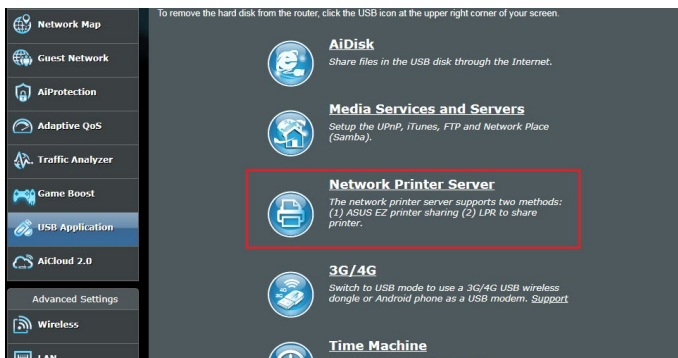 To remove the hard disk from the router, click the USB icon at the upper right corner of your screen.
Network Map
Guest Network
AiProtection
Adaptive QoS
Traffic Analyzer
Game Boost
USB Application
AiCloud 2.0
Advanced Settings
Wireless
LAN
AiDisk
Share files in the USB disk through the Internet.
Media Services and Servers
Setup the UPnP, iTunes, FTP and Network Place
(Samba).
Network Printer Server
The network printer server supports two methods:
(1) ASUS EZ printer sharing (2) LPR to share
printer.
3G/4G
Switch to USB mode to use a 3G/4G USB wireless
dongle or Android phone as a USB modem. Support
4G
3G
Time Machine